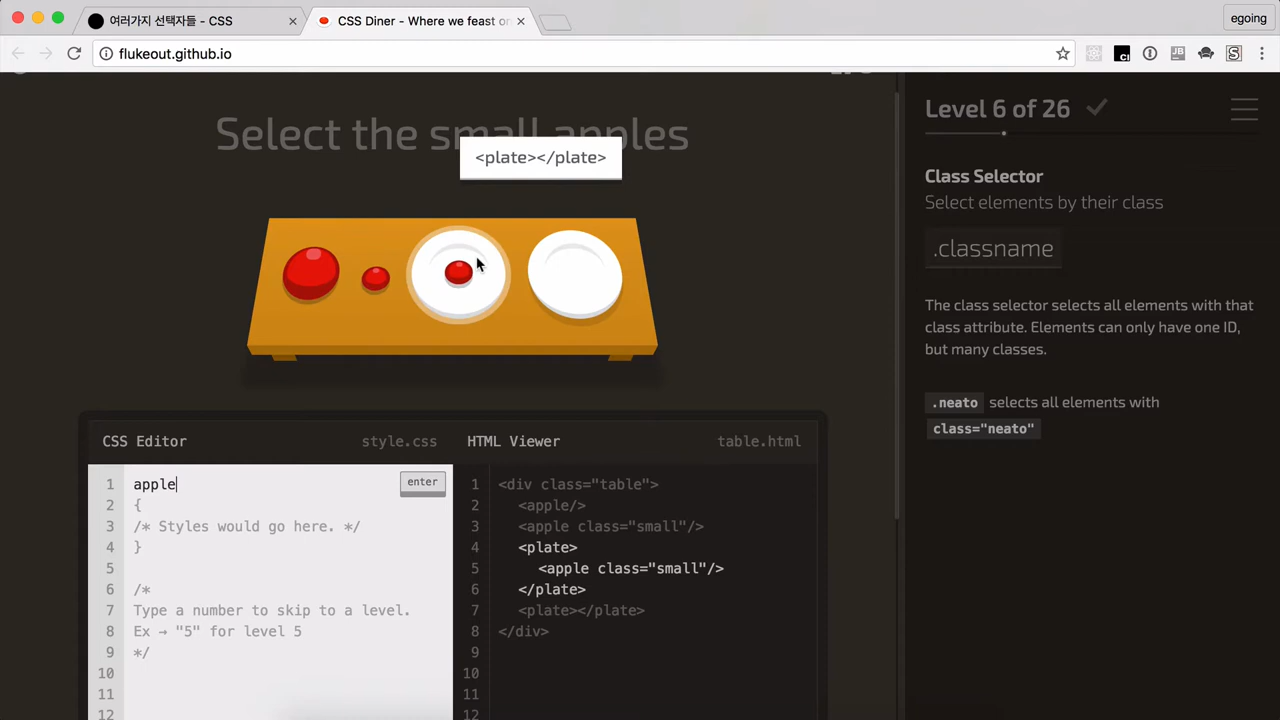 여러가지 선택자들 - CSS
CSS Diner - Where we feast on
egoing
flukeout.github.io
Select the small apples
<plate></plate>
Level 6 of 26
Class Selector
Select elements by their class
.classname
The class selector selects all elements with that
class attribute. Elements can only have one ID,
but many classes.
.neato selects all elements with
class="neato"
CSS Editor
style.css
HTML Viewer
table.html
enter
1 apple
2 {
3 /* Styles would go here. */
4 }
5
6 /*
7 Type a number to skip to a level.
8 Ex → "5" for level 5
9 */
10
11
12
1 <div class="table">
2 <apple/>
3 <apple class="small"/>
4 <plate>
5 <apple class="small"/>
6 </plate>
7 <plate></plate>
8 </div>
9
10
11
12